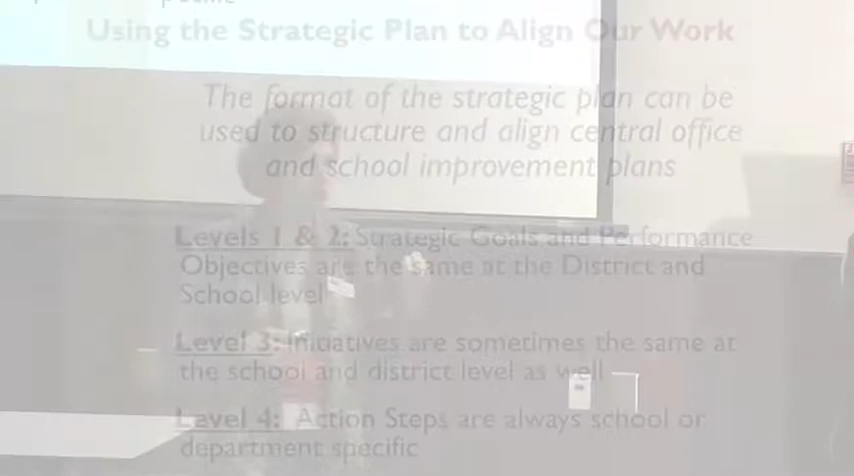 Using the Strategic Plan to Align Our Work
The format of the strategic plan can be
used to structure and align central office
and school improvement plans
Levels 1 & 2: Strategic Goals and Performance
Objectives are the same at the District and
School level
Level 3: Initiatives are sometimes the same at
the school and district level as well
Level 4: Action Steps are always school or
department specific